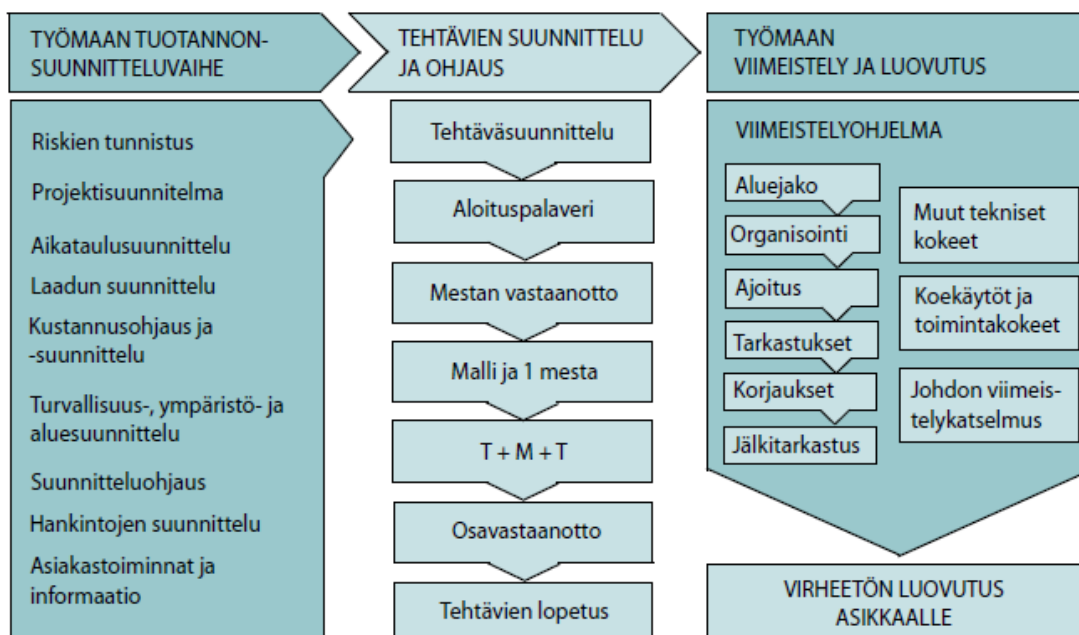 TYÖMAAN TUOTANNON-
SUUNNITTELUVAIHE
Riskien tunnistus
Projektisuunnitelma
Aikataulusuunnittelu
Laadun suunnittelu
Kustannusohjaus ja
-suunnittelu
Turvallisuus-, ympäristö- ja
aluesuunnittelu
Suunnitteluohjaus
Hankintojen suunnittelu
Asiakastoiminnat ja
informaatio
TEHTÄVIEN SUUNNITTELU
JA OHJAUS
Tehtäväsuunnittelu
Aloituspalaveri
Mestan vastaanotto
Malli ja 1 mesta
T + M + T
Osavastaanotto
Tehtävien lopetus
TYÖMAAN
VIIMEISTELY JA LUOVUTUS
VIIMEISTELYOHJELMA
Aluejako
Organisointi
Ajoitus
Tarkastukset
Korjaukset
Jälkitarkastus
Muut tekniset
kokeet
Koekäytöt ja
toimintakokeet
Johdon viimeis-
telykatselmus
VIRHEETÖN LUOVUTUS
ASIKKAALLE